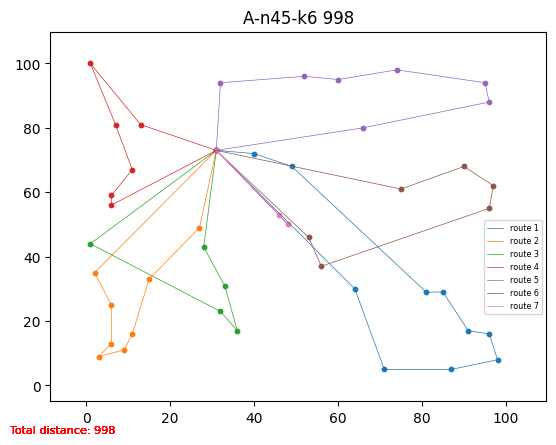 A-n45-k6 998
100
80
60
40
20
0
route 1
route 2
route 3
route 4
route 5
route 6
route 7
0 20 40 60 80 100
Total distance: 998